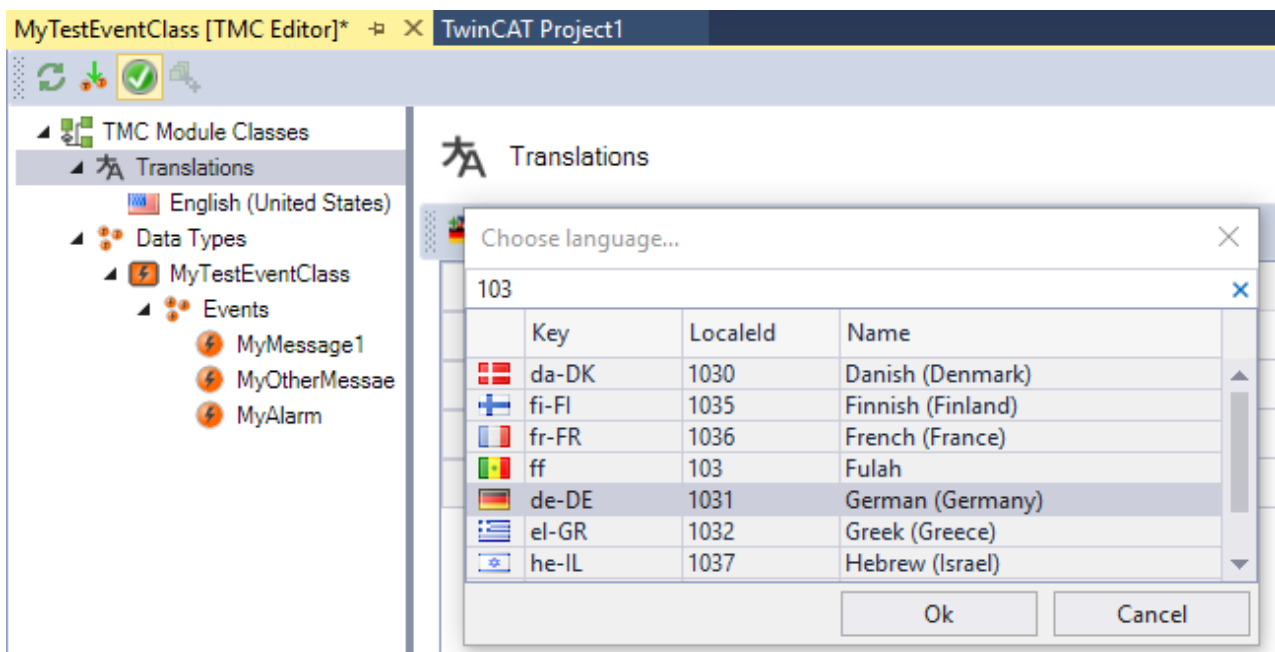 MyTestEventClass [TMC Editor]* TwinCAT Project1
TMC Module Classes
Translations
English (United States)
Data Types
MyTestEventClass
Events
MyMessage1
MyOtherMessae
MyAlarm
Translations
Choose language...
103
Key LocaleId Name
da-DK 1030 Danish (Denmark)
fi-FI 1035 Finnish (Finland)
fr-FR 1036 French (France)
ff 103 Fulah
de-DE 1031 German (Germany)
el-GR 1032 Greek (Greece)
he-IL 1037 Hebrew (Israel)
Ok Cancel